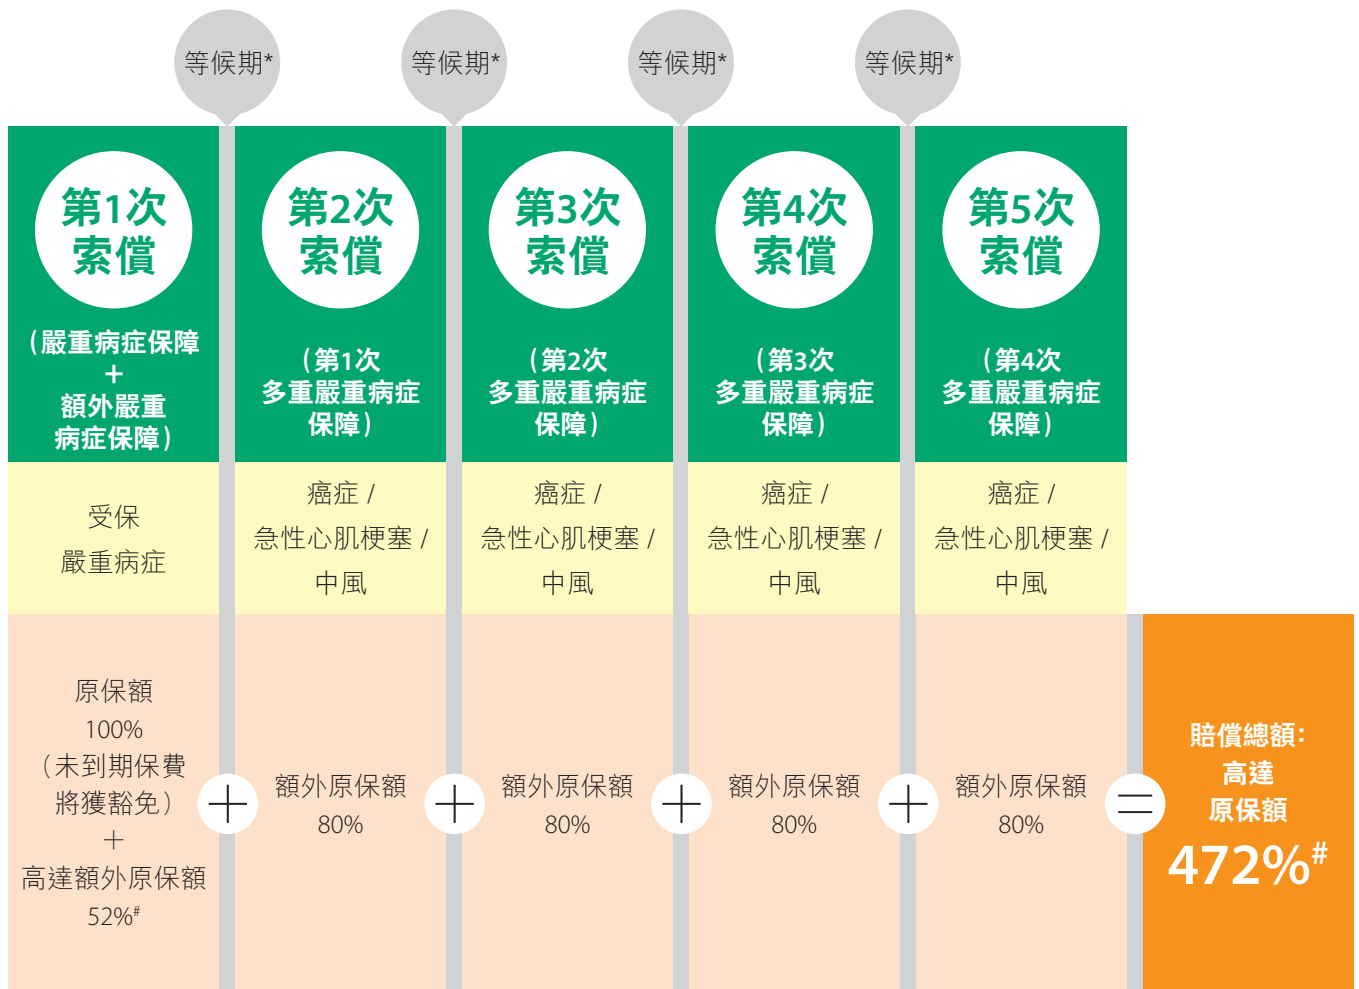 等候期*
等候期*
等候期*
等候期*
第1次
索償
(嚴重病症保障
+
額外嚴重
病症保障)
第2次
索償
(第1次
多重嚴重病症
保障)
第3次
索償
(第2次
多重嚴重病症
保障)
第4次
索償
(第3次
多重嚴重病症
保障)
第5次
索償
(第4次
多重嚴重病症
保障)
受保
嚴重病症
癌症 /
急性心肌梗塞 /
中風
癌症 /
急性心肌梗塞 /
中風
癌症 /
急性心肌梗塞 /
中風
癌症 /
急性心肌梗塞 /
中風
原保額
100%
(未到期保費
將獲豁免)
+
高達額外原保額
52%#
+
額外原保額
80%
+
額外原保額
80%
+
額外原保額
80%
+
額外原保額
80%
=
賠償總額:
高達
原保額
472%#